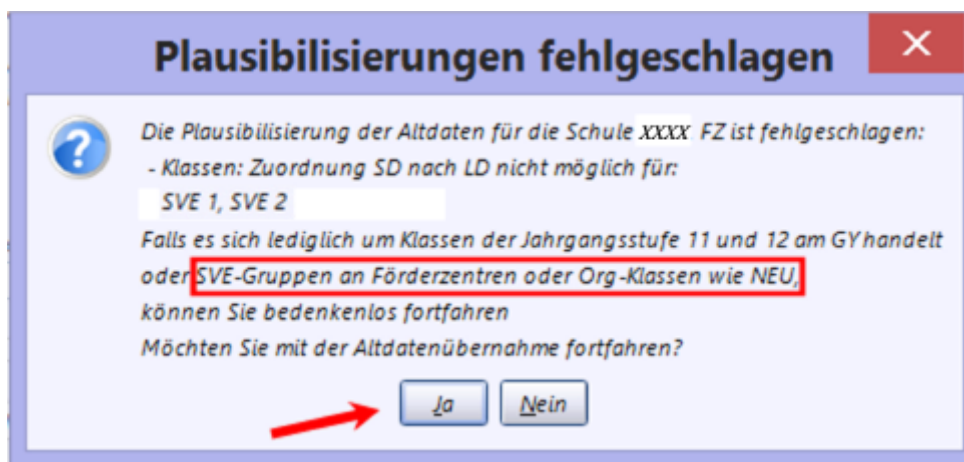 Plausibilisierungen fehlgeschlagen
Die Plausibilisierung der Altdaten für die Schule XXXX FZ ist fehlgeschlagen:
- Klassen: Zuordnung SD nach LD nicht möglich für:
SVE 1, SVE 2
Falls es sich lediglich um Klassen der Jahrgangsstufe 11 und 12 am GY handelt
oder SVE-Gruppen an Förderzentren oder Org-Klassen wie NEU,
können Sie bedenkenlos fortfahren
Möchten Sie mit der Altdatenübernahme fortfahren?
Ja Nein